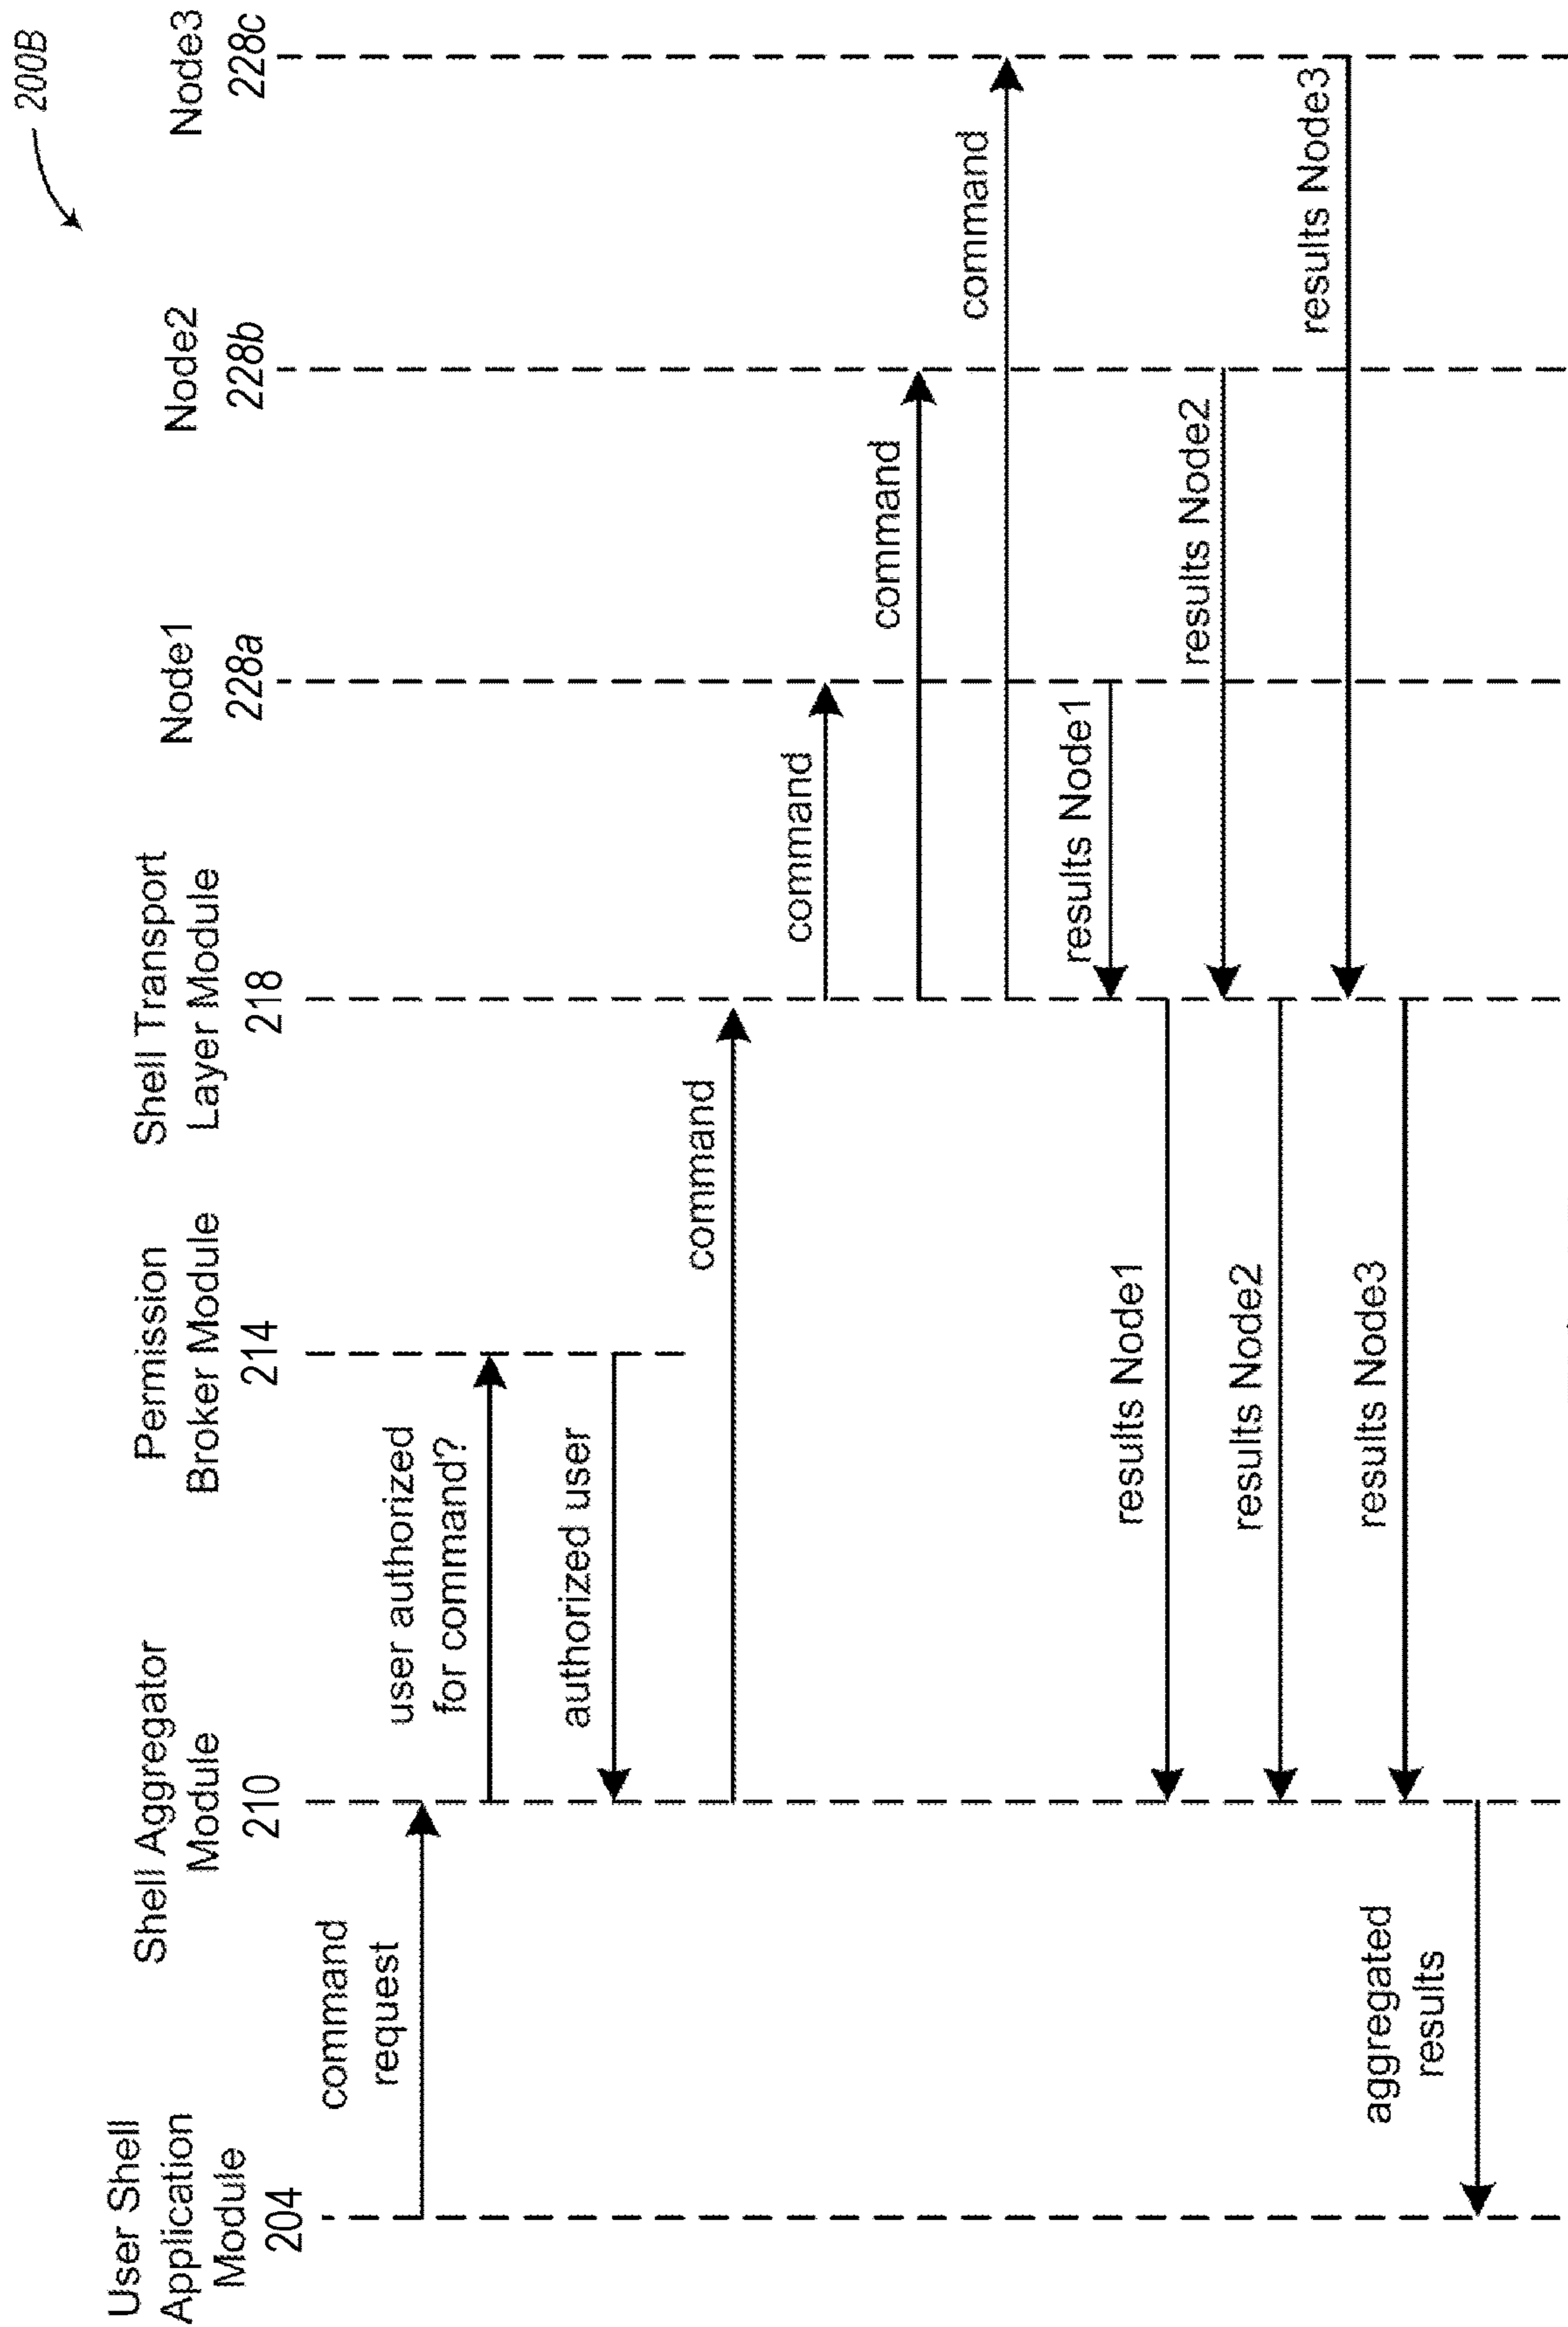 200B
User Shell
Application
Module
204
Shell Aggregator
Module
210
Permission
Broker Module
214
Shell Transport
Layer Module
218
Node1
228a
Node2
228b
Node3
228c
command
request
user authorized
for command?
authorized user
command
command
command
command
results Node1
results Node1
results Node2
results Node2
results Node3
results Node3
aggregated
results